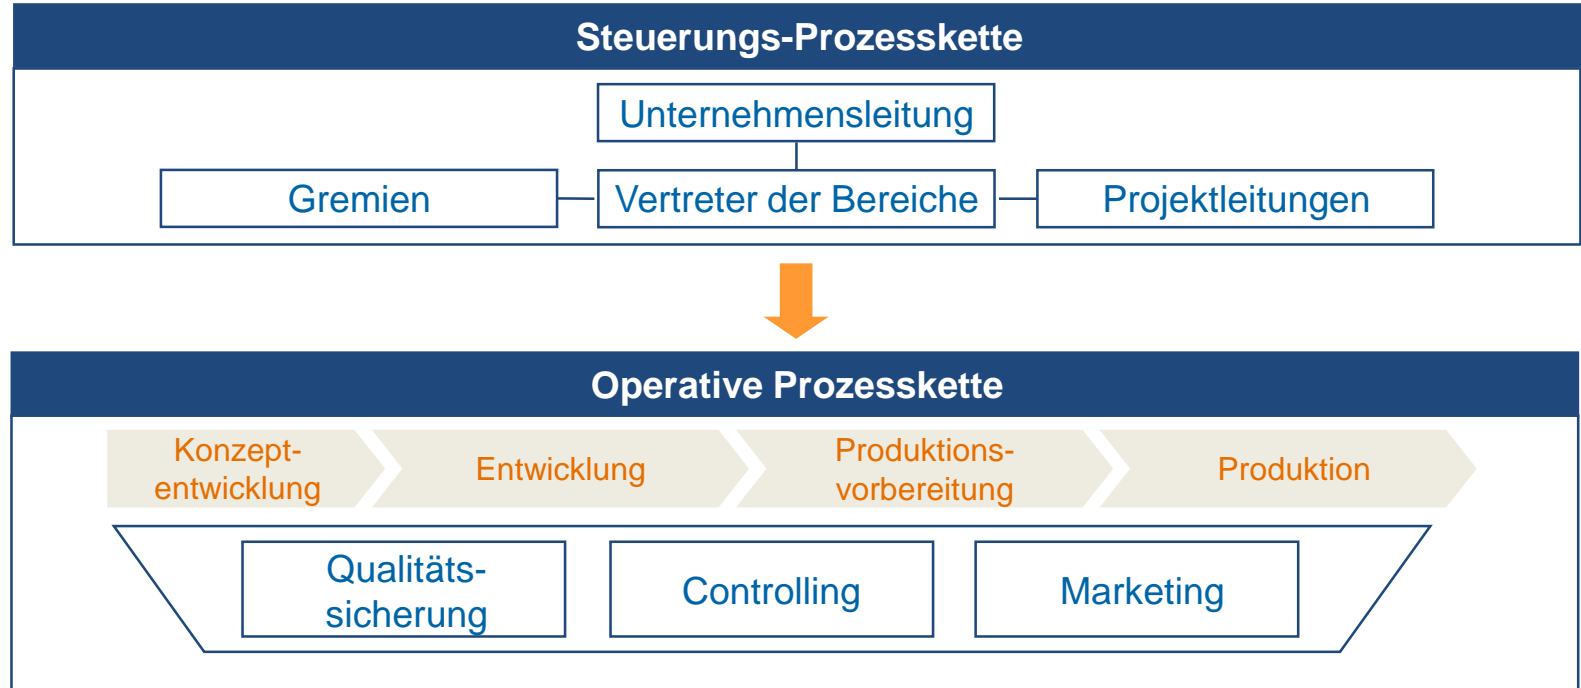 Steuerungs-Prozesskette
Unternehmensleitung
Gremien
Vertreter der Bereiche
Projektleitungen
Operative Prozesskette
Konzept-
entwicklung
Entwicklung
Produktions-
vorbereitung
Produktion
Qualitäts-
sicherung
Controlling
Marketing